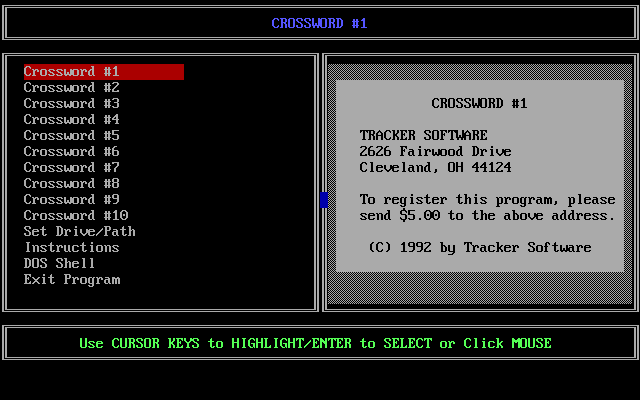 CROSSWORD #1
Crossword #1
Crossword #2
Crossword #3
Crossword #4
Crossword #5
Crossword #6
Crossword #7
Crossword #8
Crossword #9
Crossword #10
Set Drive/Path
Instructions
DOS Shell
Exit Program
CROSSWORD #1
TRACKER SOFTWARE
2626 Fairwood Drive
Cleveland, OH 44124
To register this program, please
send $5.00 to the above address.
(C) 1992 by Tracker Software
Use CURSOR KEYS to HIGHLIGHT/ENTER to SELECT or Click MOUSE